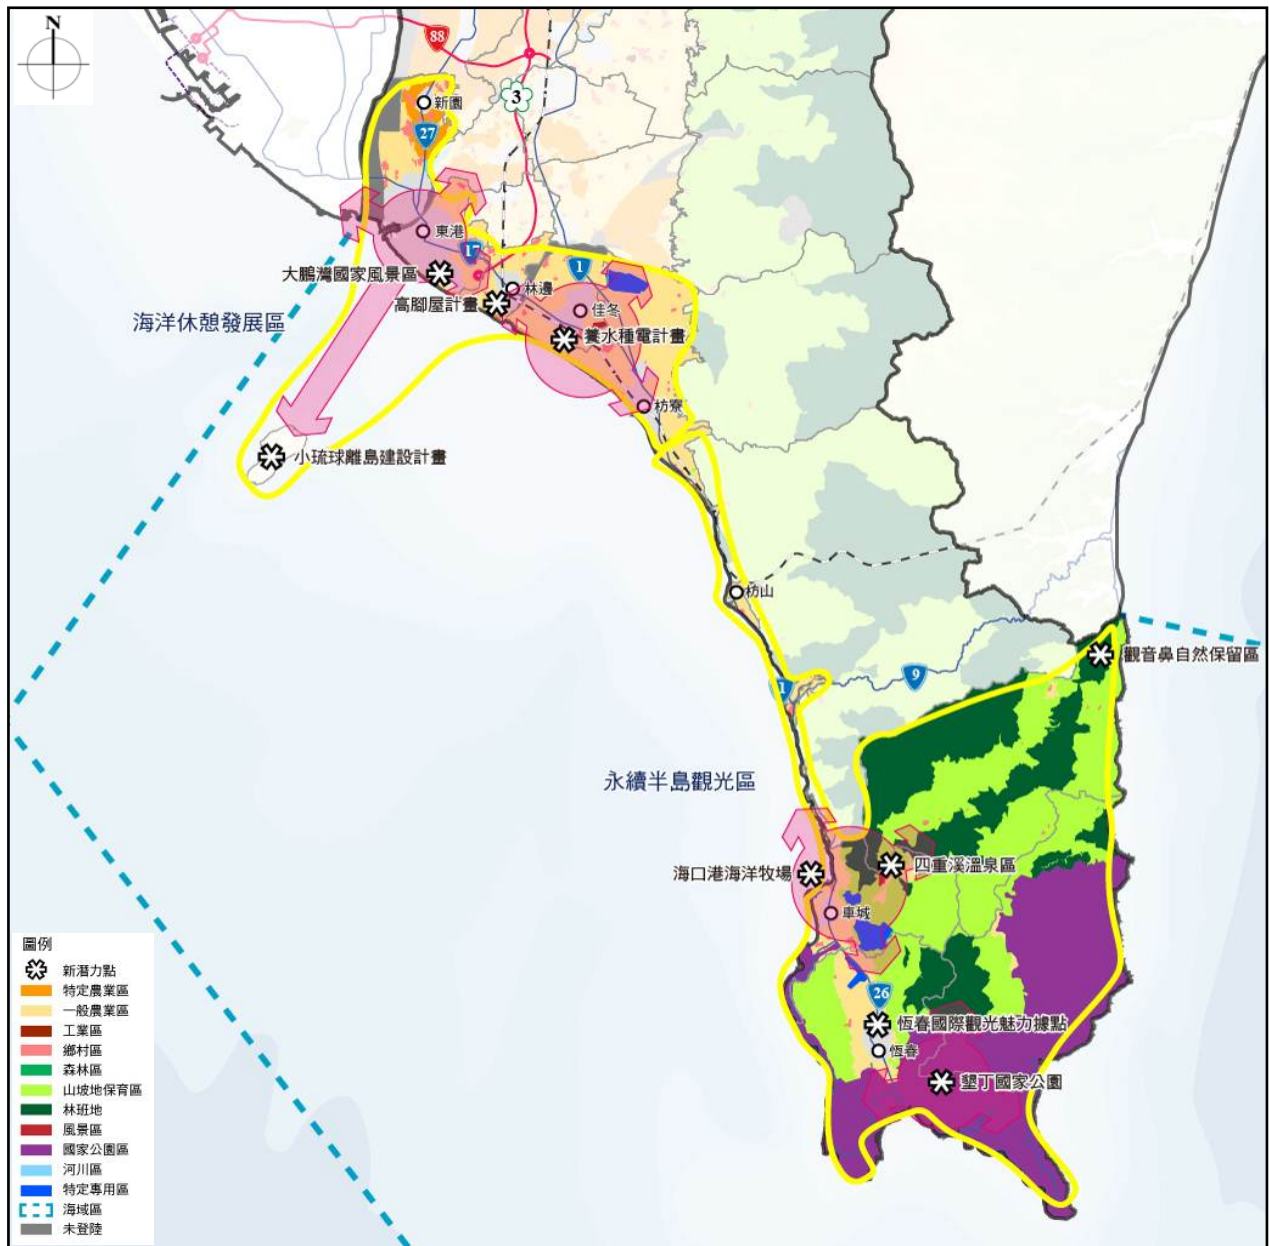 N
88
3
新園
27
東港
17
1
大鵬灣國家風景區
林邊
高腳屋計畫
佳冬
海洋休憩發展區
養水種電計畫
枋寮
小琉球離島建設計畫
枋山
觀音鼻自然保留區
9
1
永續半島觀光區
四重溪溫泉區
海口港海洋牧場
車城
26
恆春國際觀光魅力據點
恆春
墾丁國家公園
圖例
新潛力點
特定農業區
一般農業區
工業區
鄉村區
森林區
山坡地保育區
林班地
風景區
國家公園區
河川區
特定專用區
海域區
未登陸